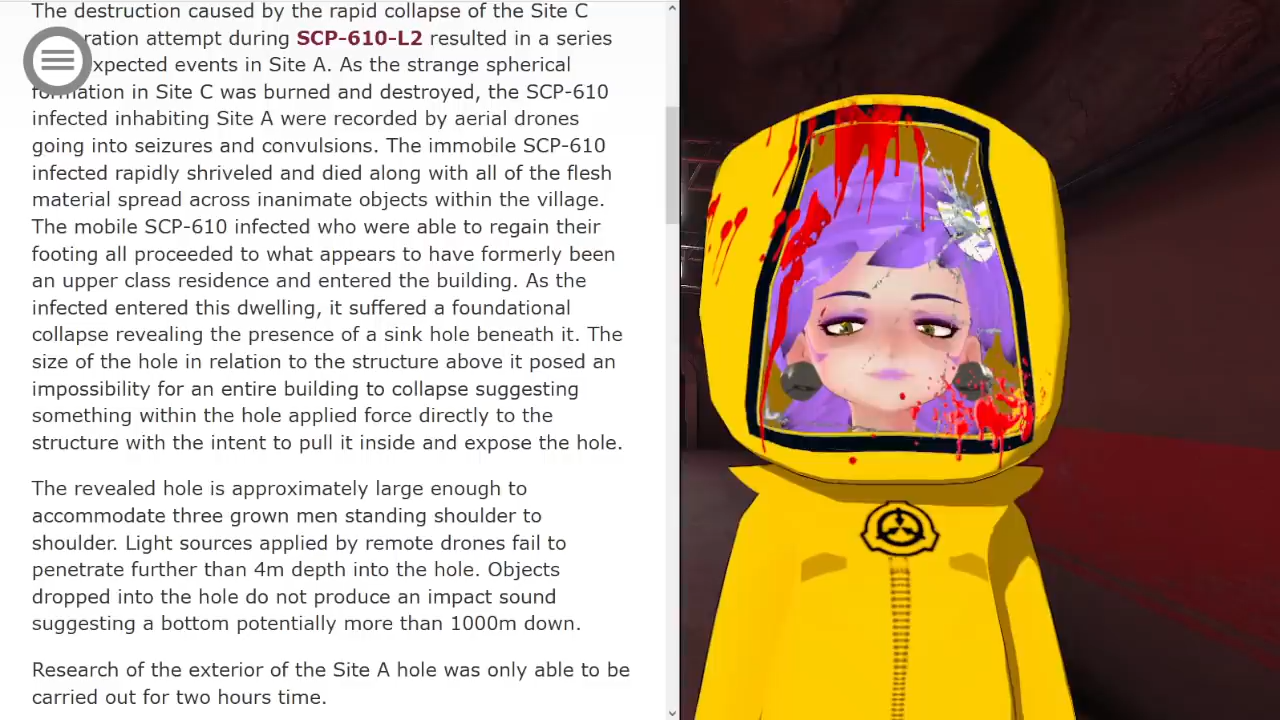 The destruction caused by the rapid collapse of the Site C
ration attempt during SCP-610-L2 resulted in a series
expected events in Site A. As the strange spherical
formation in Site C was burned and destroyed, the SCP-610
infected inhabiting Site A were recorded by aerial drones
going into seizures and convulsions. The immobile SCP-610
infected rapidly shriveled and died along with all of the flesh
material spread across inanimate objects within the village.
The mobile SCP-610 infected who were able to regain their
footing all proceeded to what appears to have formerly been
an upper class residence and entered the building. As the
infected entered this dwelling, it suffered a foundational
collapse revealing the presence of a sink hole beneath it. The
size of the hole in relation to the structure above it posed an
impossibility for an entire building to collapse suggesting
something within the hole applied force directly to the
structure with the intent to pull it inside and expose the hole.
The revealed hole is approximately large enough to
accommodate three grown men standing shoulder to
shoulder. Light sources applied by remote drones fail to
penetrate further than 4m depth into the hole. Objects
dropped into the hole do not produce an impact sound
suggesting a bottom potentially more than 1000m down.
Research of the exterior of the Site A hole was only able to be
carried out for two hours time.